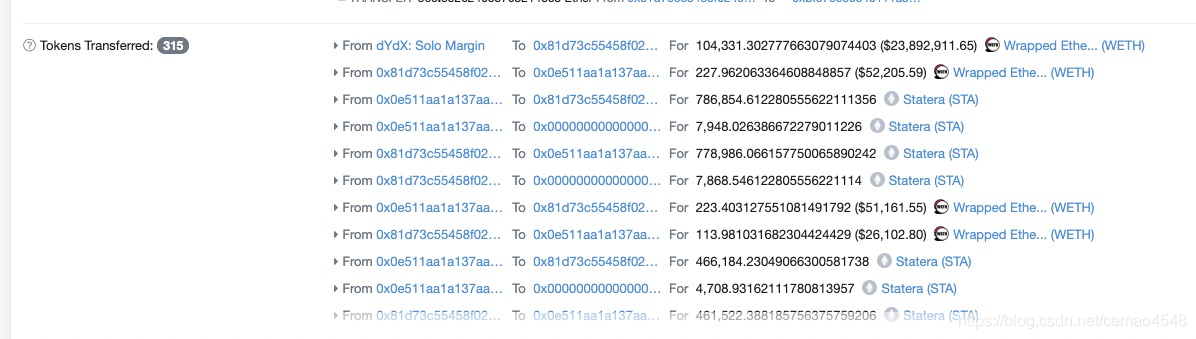 Tokens Transferred: 315
From dYdX: Solo Margin To 0x81d73c55458f02... For 104,331.302777663079074403 ($23,892,911.65) Wrapped Ethe... (WETH)
From 0x81d73c55458f02... To 0x0e511aa1a137aa... For 227.962063364608848857 ($52,205.59) Wrapped Ethe... (WETH)
From 0x0e511aa1a137aa... To 0x81d73c55458f02... For 786,854.612280555622111356 Statera (STA)
From 0x0e511aa1a137aa... To 0x00000000000000... For 7,948.026386672279011226 Statera (STA)
From 0x81d73c55458f02... To 0x0e511aa1a137aa... For 778,986.066157750065890242 Statera (STA)
From 0x81d73c55458f02... To 0x00000000000000... For 7,868.546122805556221114 Statera (STA)
From 0x0e511aa1a137aa... To 0x81d73c55458f02... For 223.403127551081491792 ($51,161.55) Wrapped Ethe... (WETH)
From 0x81d73c55458f02... To 0x0e511aa1a137aa... For 113.981031682304424429 ($26,102.80) Wrapped Ethe... (WETH)
From 0x0e511aa1a137aa... To 0x81d73c55458f02... For 466,184.23049066300581738 Statera (STA)
From 0x0e511aa1a137aa... To 0x00000000000000... For 4,708.93162111780813957 Statera (STA)
From 0x81d73c55458f02... To 0x0e511aa1a137aa... For 461,522.388185756375759206 Statera (STA)
https://blog.csdn.net/cemao4548